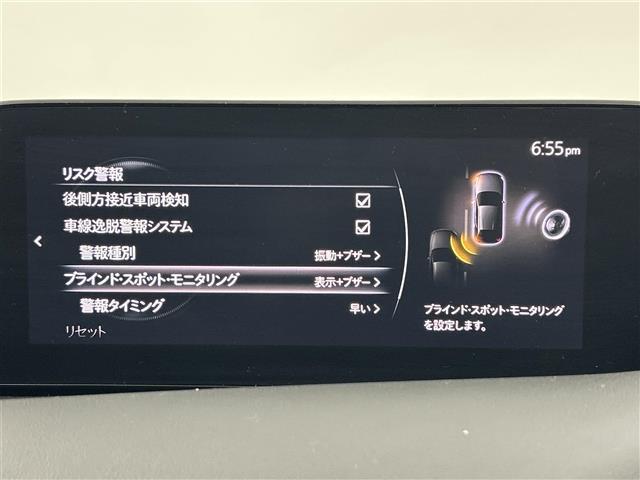 6:55pm
リスク警報
後側方接近車両検知
車線逸脱警報システム
警報種別 振動+ブザー
ブラインド・スポット・モニタリング 表示+ブザー
警報タイミング 早い
リセット
ブラインド・スポット・モニタリング
を設定します。